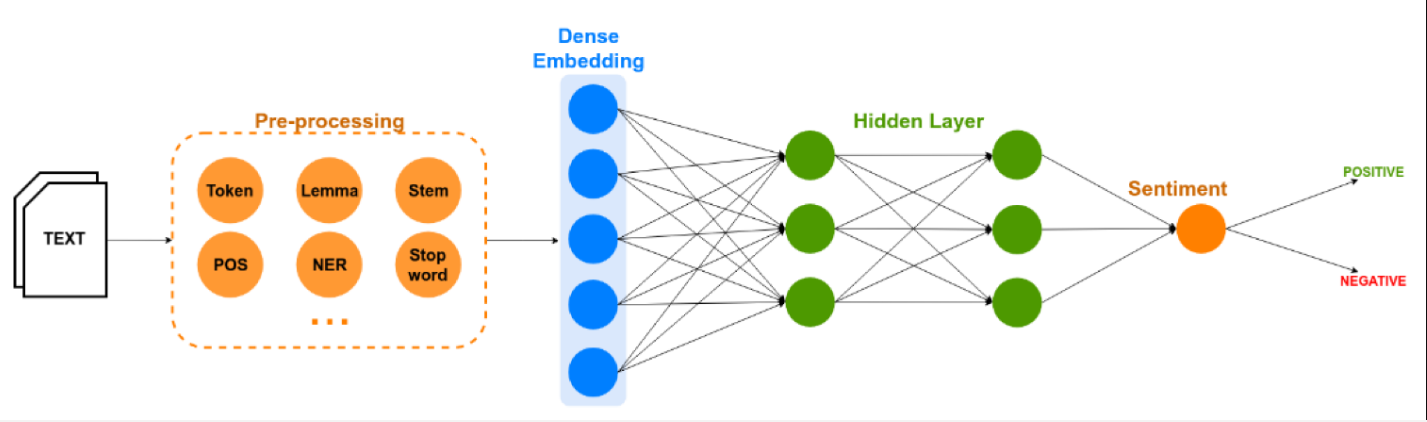 Dense
Embedding
Pre-processing
Hidden Layer
Token
Lemma
Stem
TEXT
POS
NER
Stop
word
...
Sentiment
POSITIVE
NEGATIVE